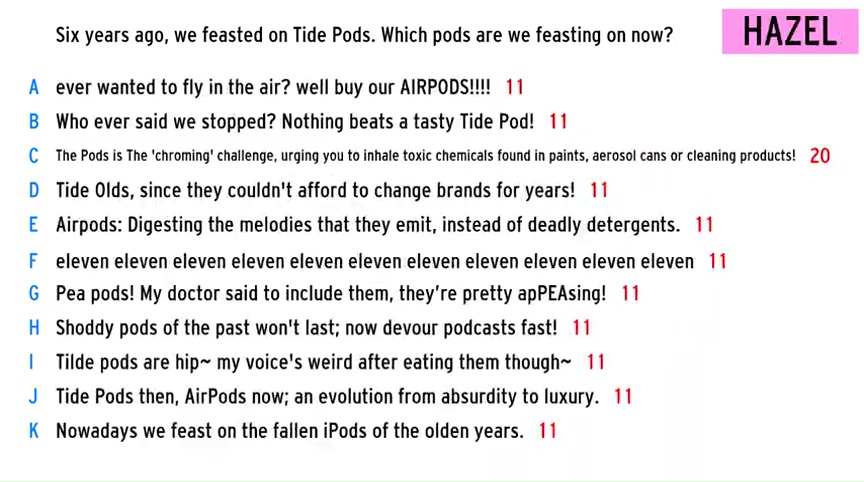 Six years ago, we feasted on Tide Pods. Which pods are we feasting on now?
HAZEL
A ever wanted to fly in the air? well buy our AIRPODS!!!! 11
B Who ever said we stopped? Nothing beats a tasty Tide Pod! 11
C The Pods is The 'chroming' challenge, urging you to inhale toxic chemicals found in paints, aerosol cans or cleaning products! 20
D Tide Olds, since they couldn't afford to change brands for years! 11
E Airpods: Digesting the melodies that they emit, instead of deadly detergents. 11
F eleven eleven eleven eleven eleven eleven eleven eleven eleven eleven eleven 11
G Pea pods! My doctor said to include them, they’re pretty apPEAsing! 11
H Shoddy pods of the past won't last; now devour podcasts fast! 11
I Tilde pods are hip~ my voice's weird after eating them though~ 11
J Tide Pods then, AirPods now; an evolution from absurdity to luxury. 11
K Nowadays we feast on the fallen iPods of the olden years. 11